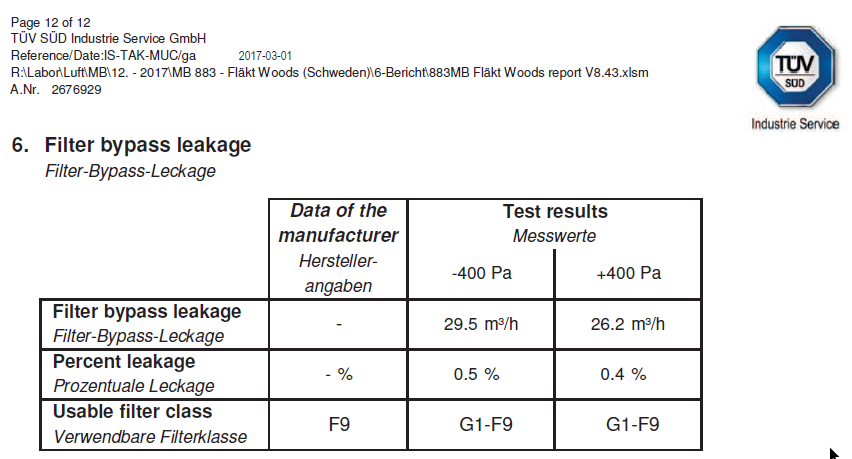 Page 12 of 12
TÜV SÜD Industrie Service GmbH
Reference/Date:IS-TAK-MUC/ga 2017-03-01
R:\Labor\Luft\MB\12. - 2017\MB 883 - Fläkt Woods (Schweden)\6-Bericht\883MB Fläkt Woods report V8.43.xlsm
A.Nr. 2676929
TÜV
SÜD
Industrie Service
6. Filter bypass leakage
Filter-Bypass-Leckage
Data of the manufacturer Test results
Hersteller-angaben Messwerte
-400 Pa +400 Pa
Filter bypass leakage - 29.5 m³/h 26.2 m³/h
Filter-Bypass-Leckage
Percent leakage - % 0.5 % 0.4 %
Prozentuale Leckage
Usable filter class F9 G1-F9 G1-F9
Verwendbare Filterklasse